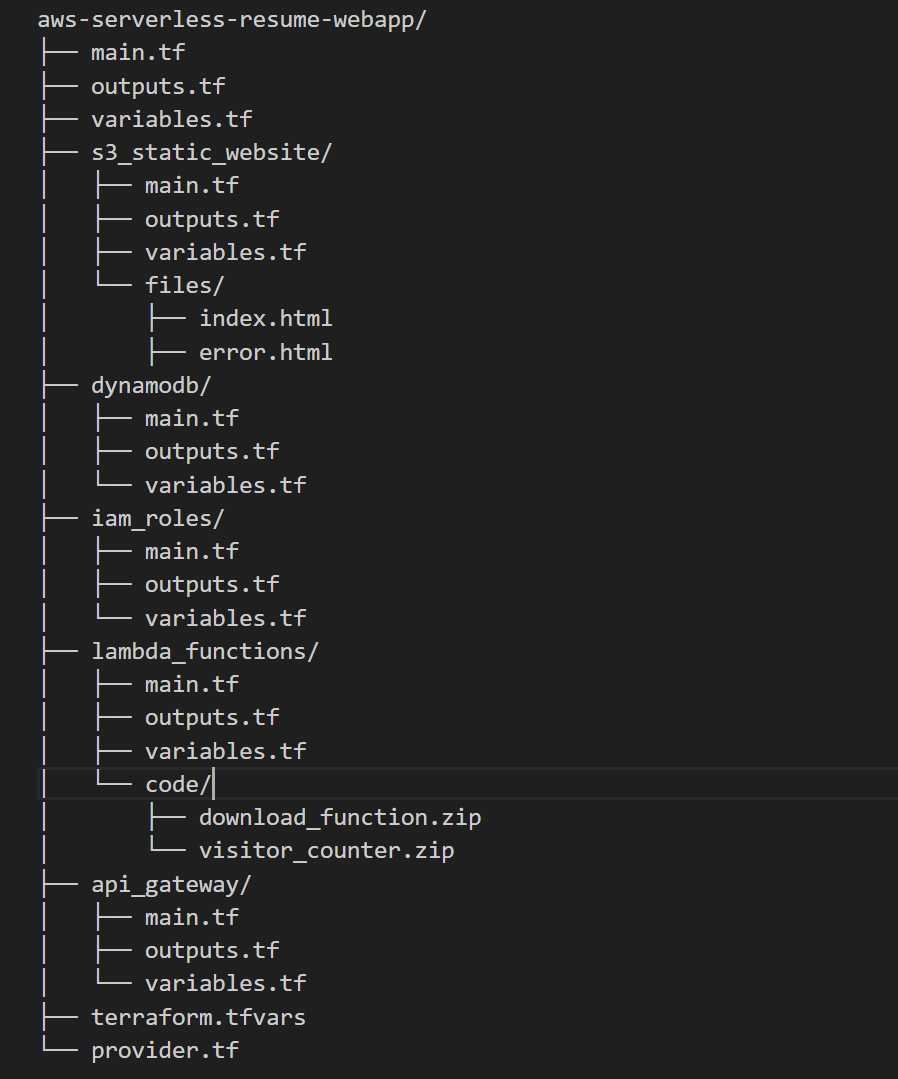 aws-serverless-resume-webapp/
├── main.tf
├── outputs.tf
├── variables.tf
├── s3_static_website/
│   ├── main.tf
│   ├── outputs.tf
│   ├── variables.tf
│   └── files/
│       ├── index.html
│       ├── error.html
├── dynamodb/
│   ├── main.tf
│   ├── outputs.tf
│   └── variables.tf
├── iam_roles/
│   ├── main.tf
│   ├── outputs.tf
│   └── variables.tf
├── lambda_functions/
│   ├── main.tf
│   ├── outputs.tf
│   ├── variables.tf
│   └── code/
│       ├── download_function.zip
│       └── visitor_counter.zip
├── api_gateway/
│   ├── main.tf
│   ├── outputs.tf
│   └── variables.tf
├── terraform.tfvars
└── provider.tf